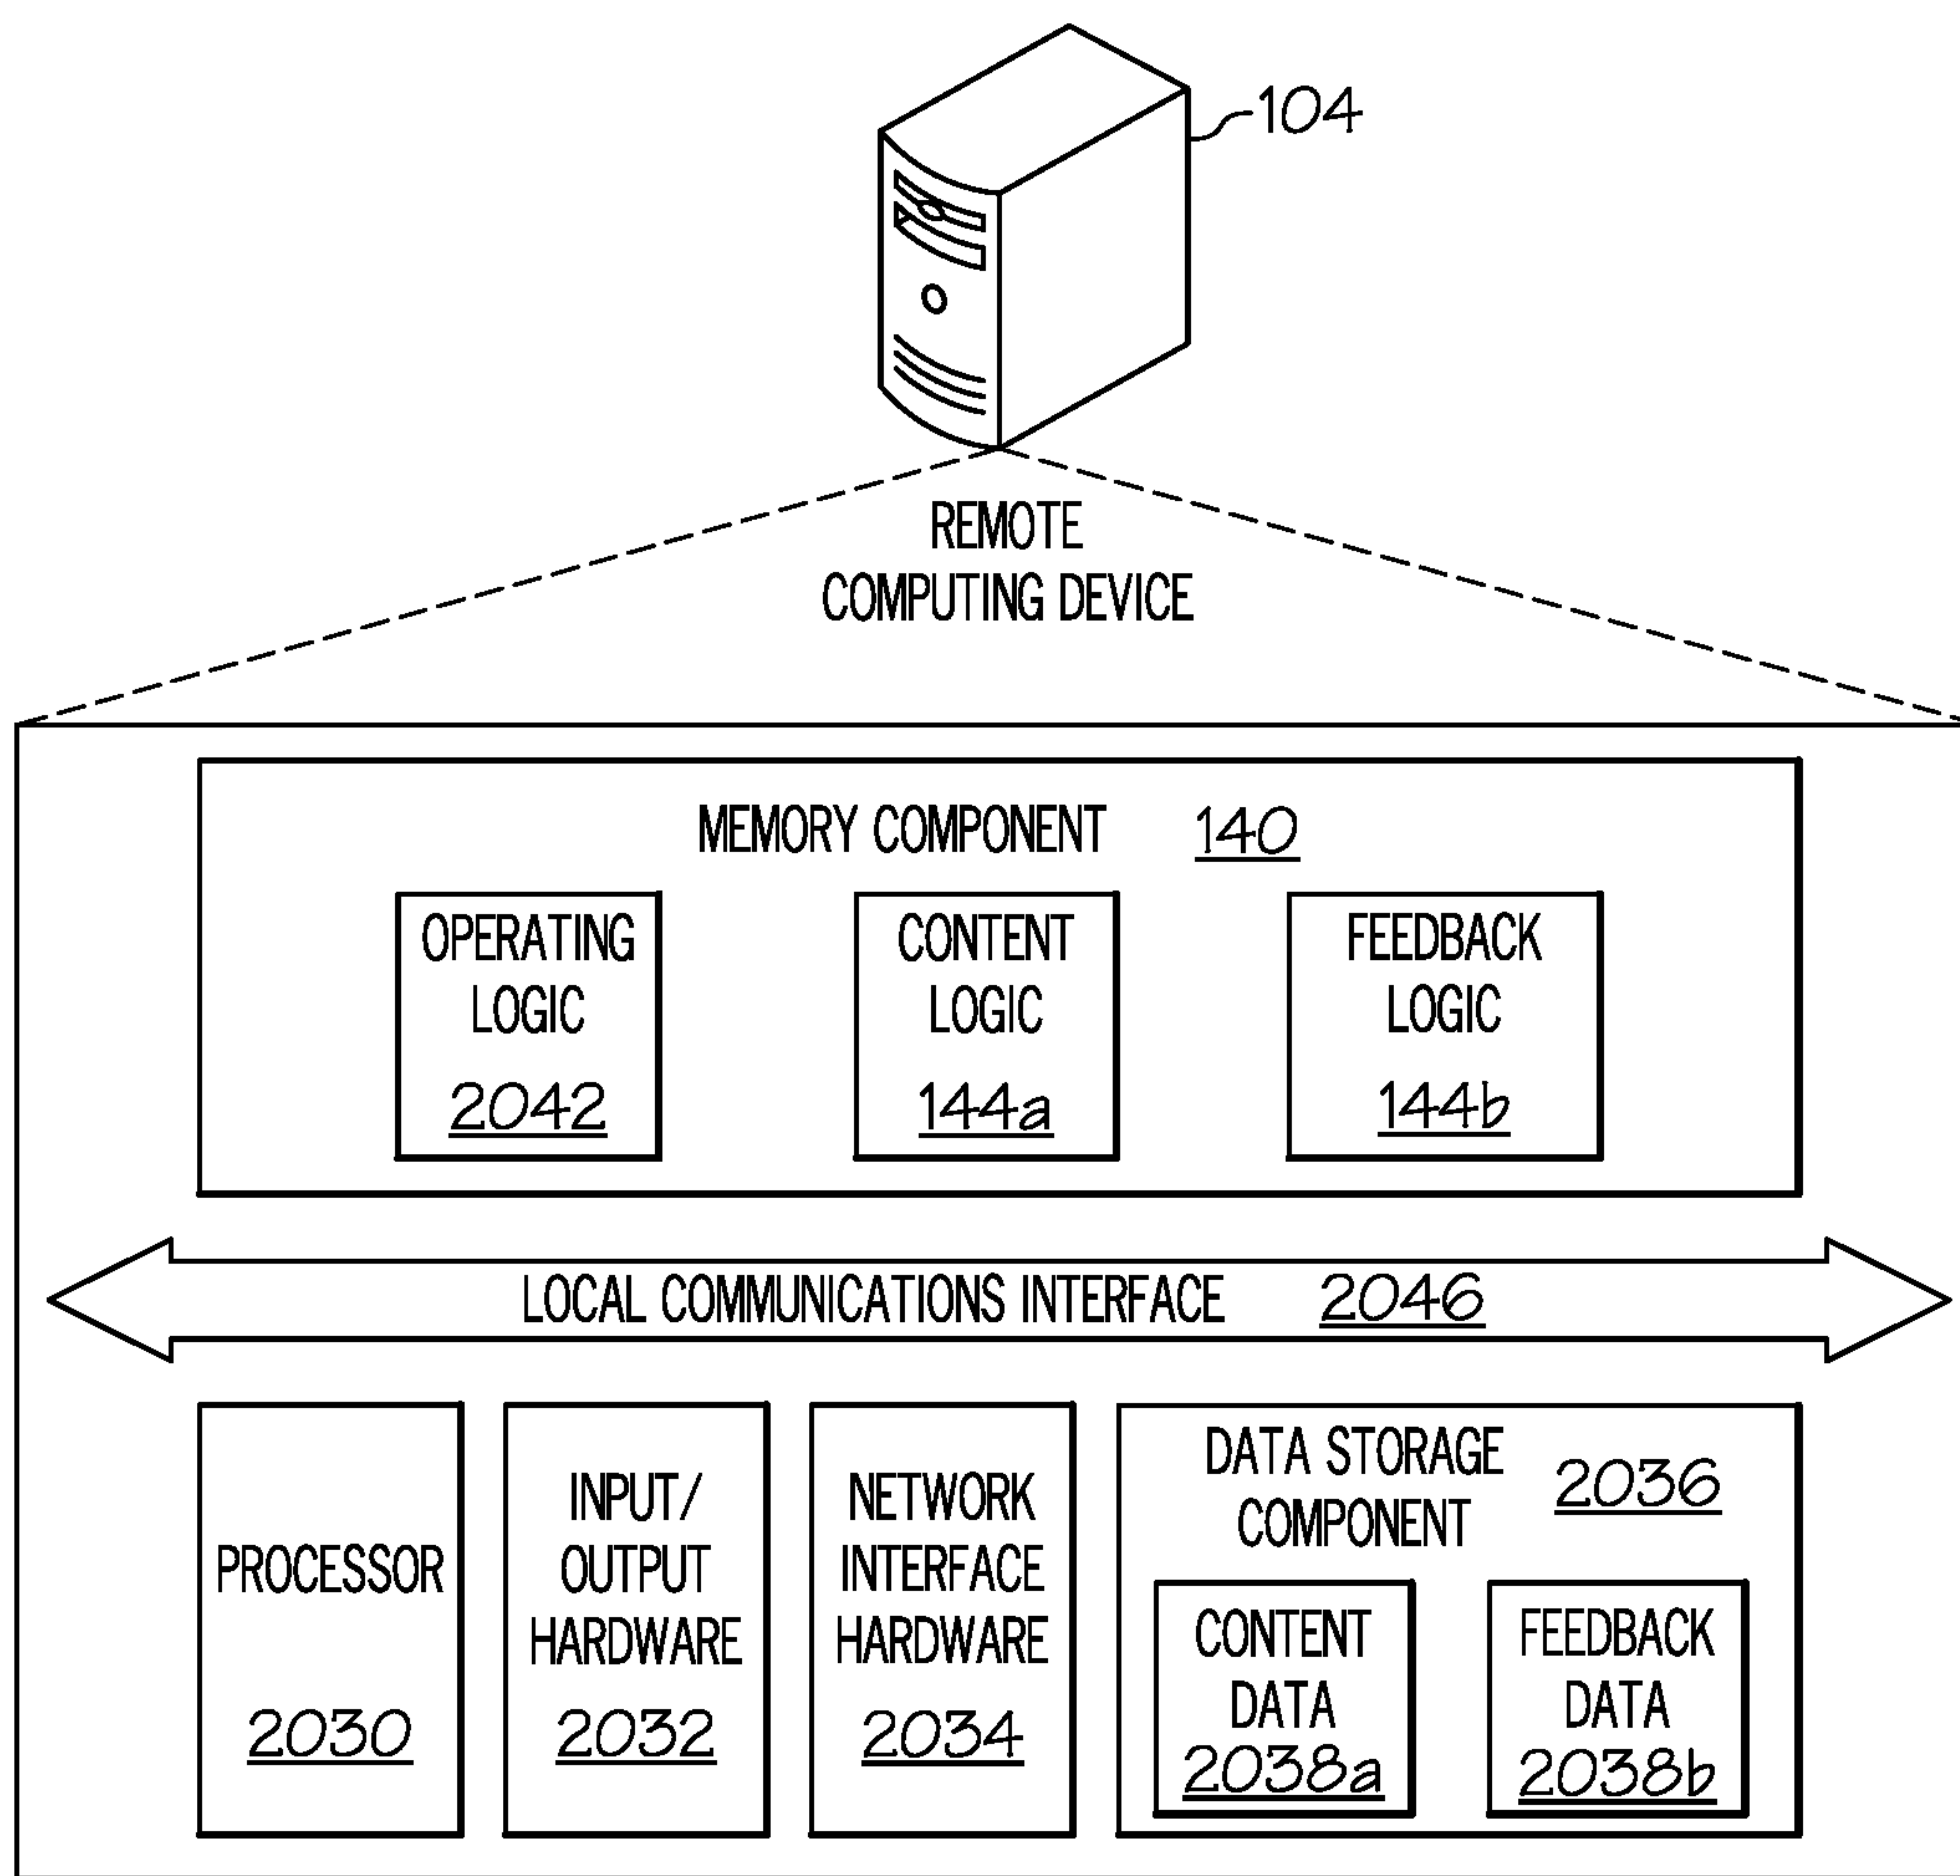 104
REMOTE
COMPUTING DEVICE
MEMORY COMPONENT 140
OPERATING
LOGIC
2042
CONTENT
LOGIC
144a
FEEDBACK
LOGIC
144b
LOCAL COMMUNICATIONS INTERFACE 2046
PROCESSOR
2030
INPUT/
OUTPUT
HARDWARE
2032
NETWORK
INTERFACE
HARDWARE
2034
DATA STORAGE
COMPONENT
2036
CONTENT
DATA
2038a
FEEDBACK
DATA
2038b